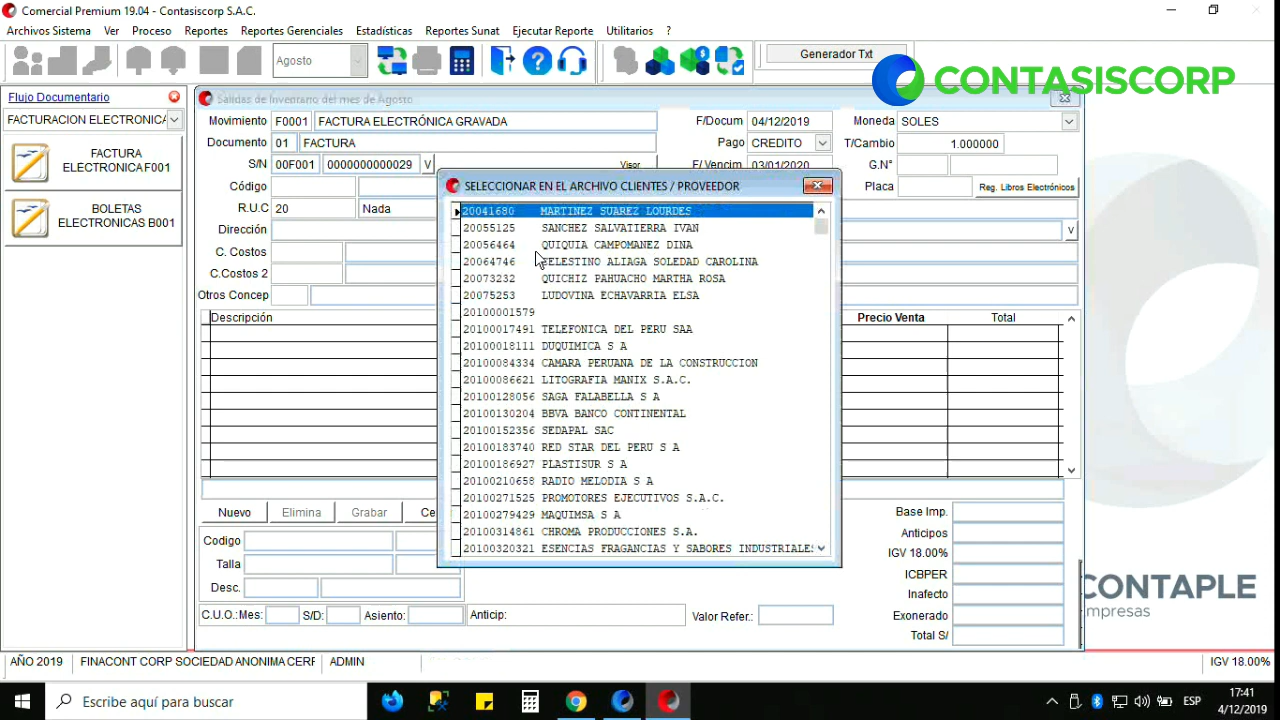 Comercial Premium 19.04 - Contasiscorp S.A.C.
Archivos Sistema Ver Proceso Reportes Reportes Gerenciales Estadísticas Reportes Sunat Ejecutar Reporte Utilitarios ?
Agosto
Generador Txt
CONTASISCORP
Flujo Documentario
FACTURACION ELECTRONICA
FACTURA
ELECTRONICA F001
BOLETAS
ELECTRONICAS B001
Salidas de Inventario del mes de Agosto
Movimiento F0001 FACTURA ELECTRÓNICA GRAVADA F/Docum 04/12/2019 Moneda SOLES
Documento 01 FACTURA Pago CREDITO T/Cambio 1.000000
S/N 00F001 0000000000029 V Visor F/ Vencim 03/01/2020 G.N°
Código Placa Reg. Libros Electrónicos
R.U.C 20 Nada
Dirección V
C. Costos
C.Costos 2
Otros Concep
Descripción Precio Venta Total
SELECCIONAR EN EL ARCHIVO CLIENTES / PROVEEDOR
20041680 MARTINEZ SUAREZ LOURDES
20055125 SANCHEZ SALVATIERRA IVAN
20056464 QUIQUIA CAMPOMANEZ DINA
20064746 SELESTINO ALIAGA SOLEDAD CAROLINA
20073232 QUICHIZ PAHUACHO MARTHA ROSA
20075253 LUDOVINA ECHAVARRIA ELSA
20100001579
20100017491 TELEFONICA DEL PERU SAA
20100018111 DUQUIMICA S A
20100084334 CAMARA PERUANA DE LA CONSTRUCCION
20100086621 LITOGRAFIA MANIX S.A.C.
20100128056 SAGA FALABELLA S A
20100130204 BBVA BANCO CONTINENTAL
20100152356 SEDAPAL SAC
20100183740 RED STAR DEL PERU S A
20100186927 PLASTISUR S A
20100210658 RADIO MELODIA S A
20100271525 PROMOTORES EJECUTIVOS S.A.C.
20100279429 MAQUIMSA S A
20100314861 CHROMA PRODUCCIONES S.A.
20100320321 ESENCIAS FRAGANCIAS Y SABORES INDUSTRIALES
Nuevo Elimina Grabar Ce
Codigo
Talla
Desc.
C.U.O.:Mes: S/D: Asiento: Anticip: Valor Refer.:
Base Imp.
Anticipos
IGV 18.00%
ICBPER
Inafecto
Exonerado
Total S/
CONTAPLE
mpresas
AÑO 2019 FINACONT CORP SOCIEDAD ANONIMA CERF ADMIN IGV 18.00%
Escribe aquí para buscar
ESP
17:41
4/12/2019